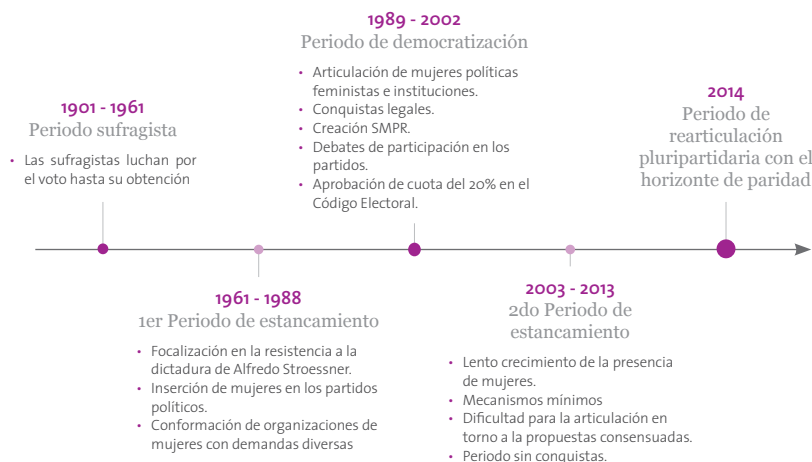 1901 - 1961
Periodo sufragista
• Las sufragistas luchan por
el voto hasta su obtención
1961 - 1988
1er Periodo de estancamiento
• Focalización en la resistencia a la
dictadura de Alfredo Stroessner.
• Inserción de mujeres en los partidos
políticos.
• Conformación de organizaciones de
mujeres con demandas diversas
1989 - 2002
Periodo de democratización
• Articulación de mujeres políticas
feministas e instituciones.
• Conquistas legales.
• Creación SMPR.
• Debates de participación en los
partidos.
• Aprobación de cuota del 20% en el
Código Electoral.
2003 - 2013
2do Periodo de
estancamiento
• Lento crecimiento de la presencia
de mujeres.
• Mecanismos mínimos
• Dificultad para la articulación en
torno a la propuestas consensuadas.
• Periodo sin conquistas.
2014
Periodo de
rearticulación
pluripartidaria con el
horizonte de paridad